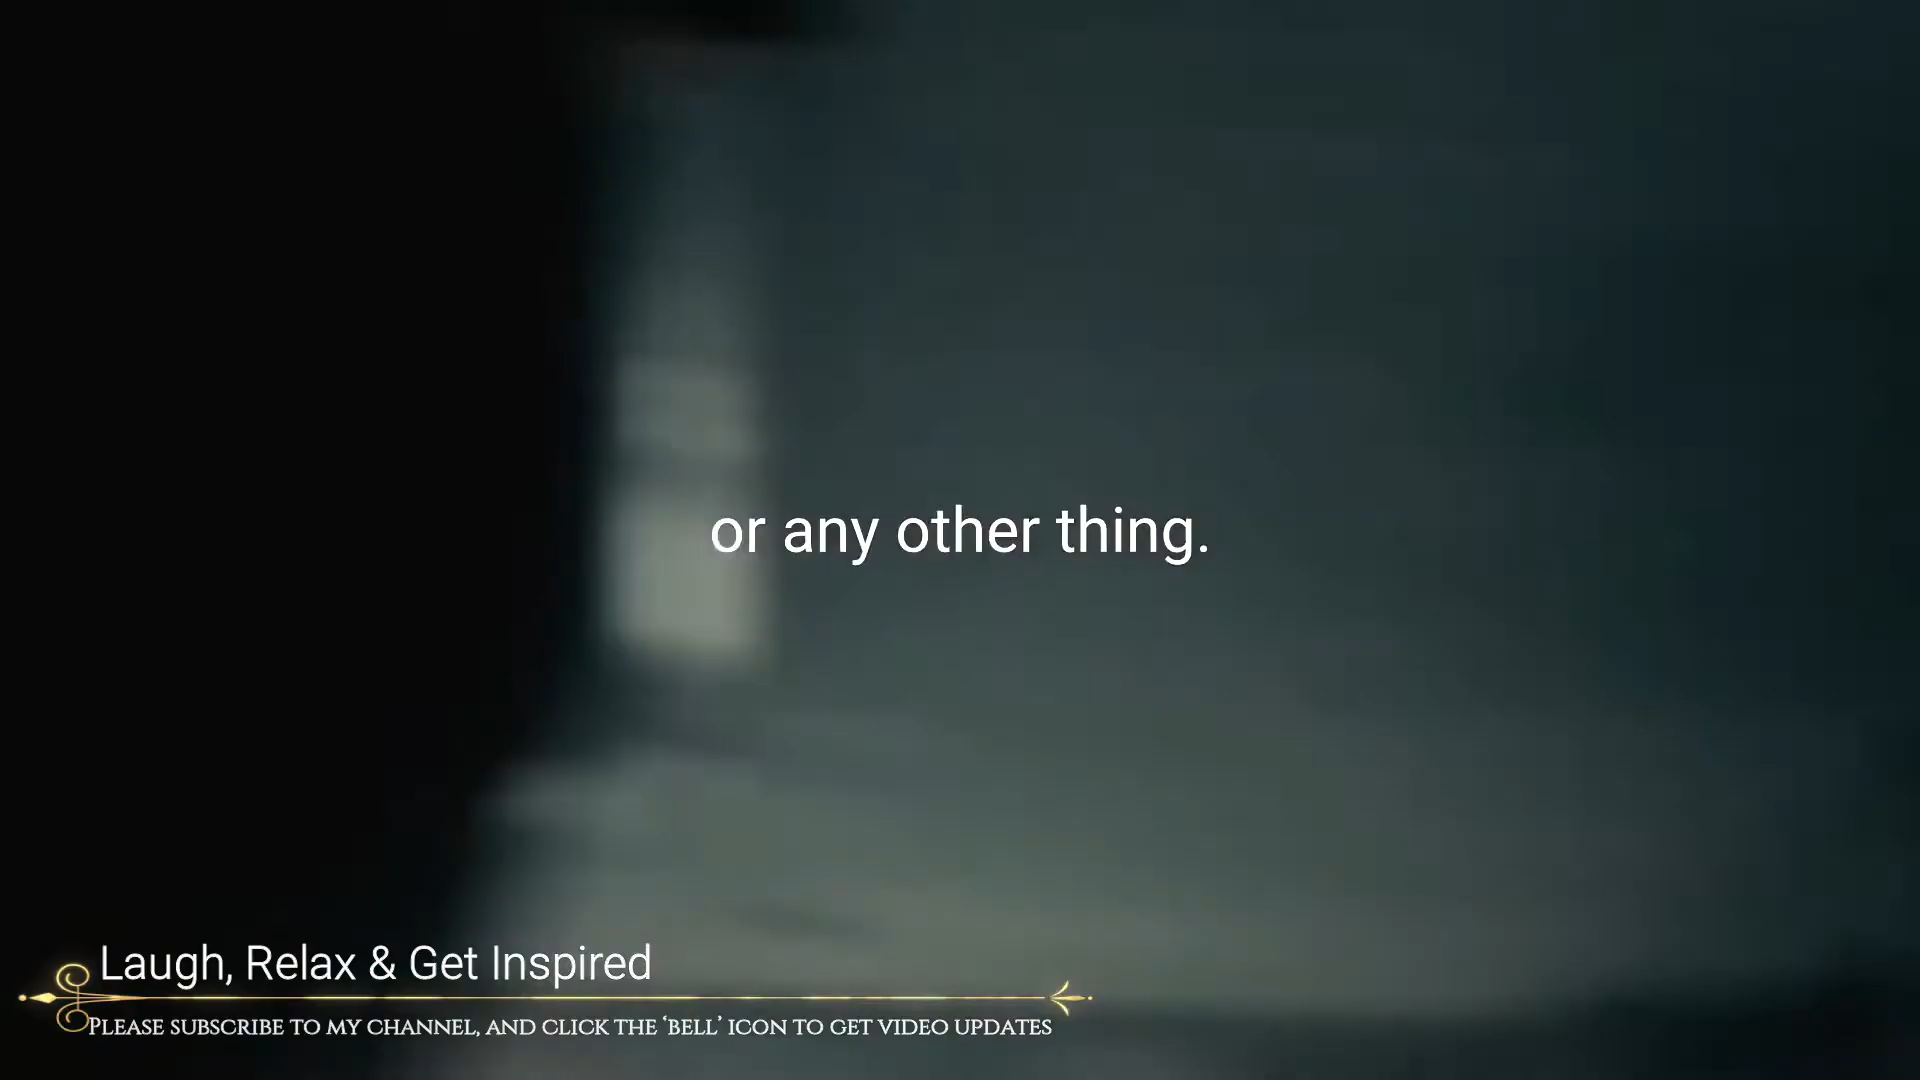 or any other thing.
Laugh, Relax & Get Inspired
PLEASE SUBSCRIBE TO MY CHANNEL, AND CLICK THE ‘BELL’ ICON TO GET VIDEO UPDATES